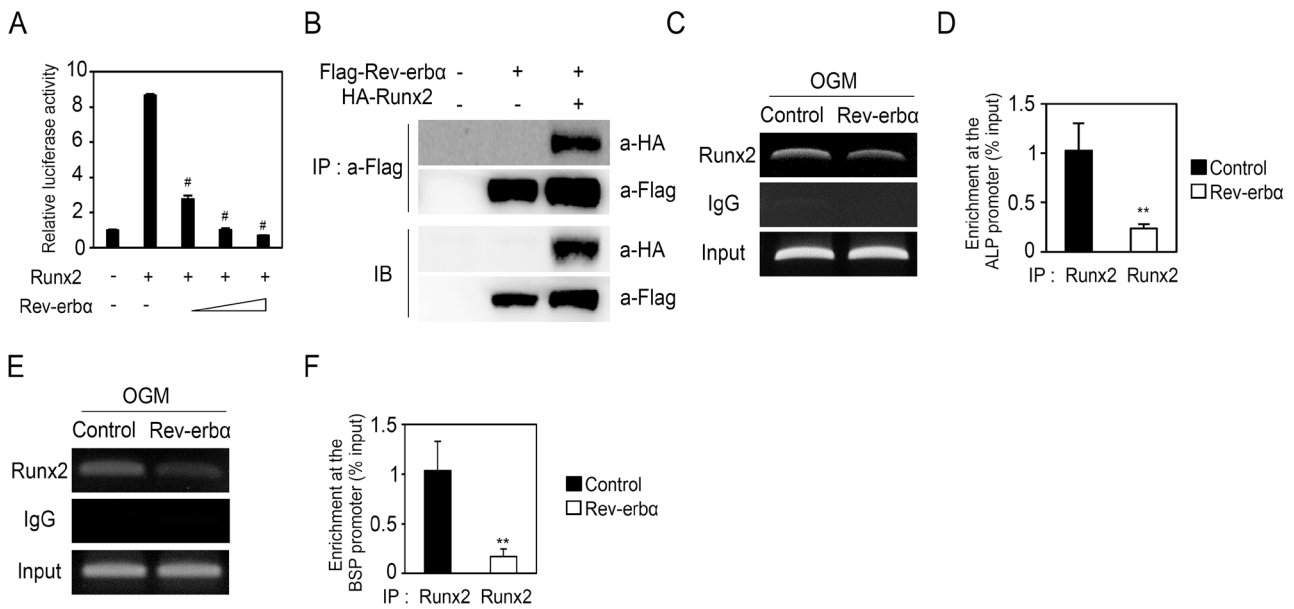 A
Relative luciferase activity
10
8
6
4
2
0
#
#
#
Runx2 - + + + +
Rev-erbα - -
B
Flag-Rev-erbα - + +
HA-Runx2 - - +
IP : a-Flag
a-HA
a-Flag
IB
a-HA
a-Flag
C
OGM
Control Rev-erbα
Runx2
IgG
Input
D
Enrichment at the
ALP promoter (% input)
1.5
1
0.5
0
**
IP : Runx2 Runx2
Control
Rev-erbα
E
OGM
Control Rev-erbα
Runx2
IgG
Input
F
Enrichment at the
BSP promoter (% input)
1.5
1
0.5
0
**
IP : Runx2 Runx2
Control
Rev-erbα